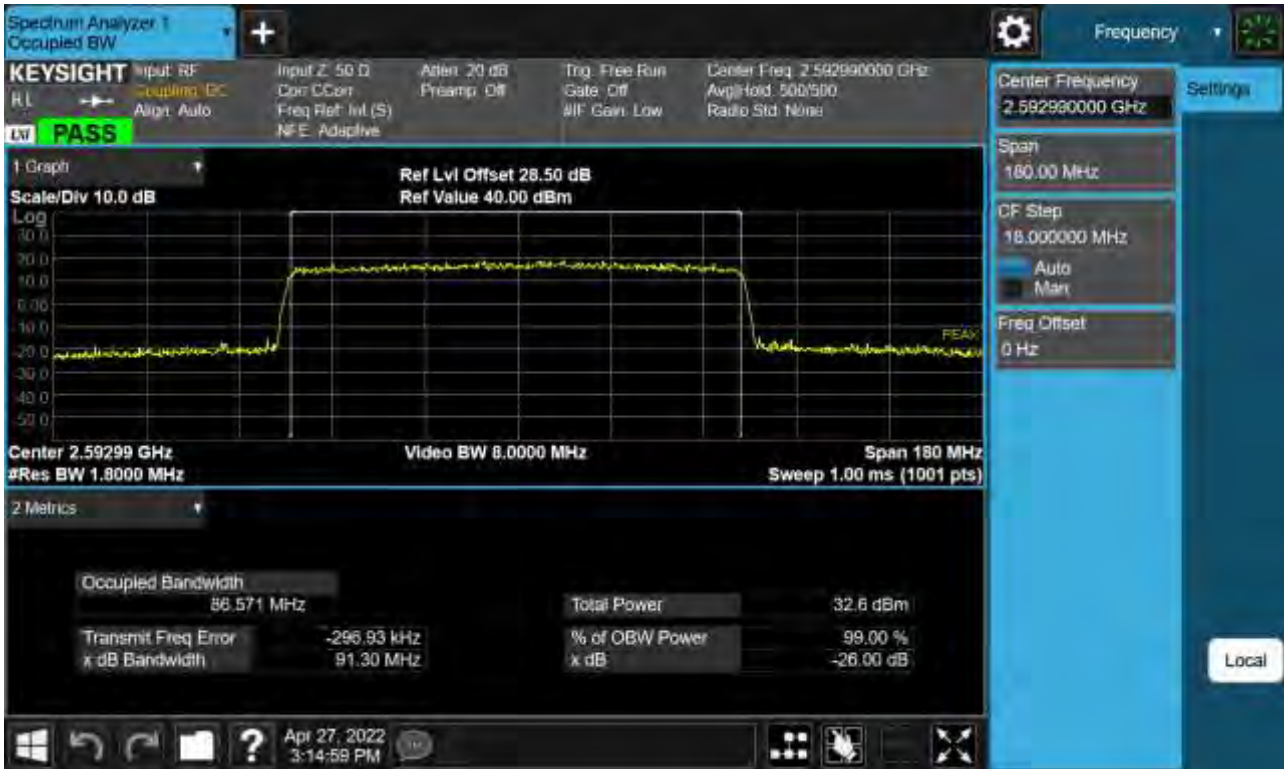 Spectrum Analyzer 1
Occupied BW
+
Frequency
KEYSIGHT
Input: RF
Coupling: DC
Align: Auto
Input Z: 50 Ω
Corr CCorr
Freq Ref: Int (S)
NFE: Adaptive
Atten: 20 dB
Preamp: Off
Trig: Free Run
Gate: Off
#IF Gain: Low
Center Freq: 2.592990000 GHz
Avg|Hold: 500/500
Radio Std: None
PASS
Center Frequency
2.592990000 GHz
Settings
Span
180.00 MHz
CF Step
18.000000 MHz
Auto
Man
Freq Offset
0 Hz
1 Graph
Scale/Div 10.0 dB
Ref Lvl Offset 28.50 dB
Ref Value 40.00 dBm
Log
30.0
20.0
10.0
0.00
-10.0
-20.0
-30.0
-40.0
-50.0
PEAK
Center 2.59299 GHz
#Res BW 1.8000 MHz
Video BW 8.0000 MHz
Span 180 MHz
Sweep 1.00 ms (1001 pts)
2 Metrics
Occupied Bandwidth
86.571 MHz
Total Power 32.6 dBm
Transmit Freq Error -296.93 kHz
% of OBW Power 99.00 %
x dB Bandwidth 91.30 MHz
x dB -26.00 dB
Local
?
Apr 27, 2022
3:14:59 PM